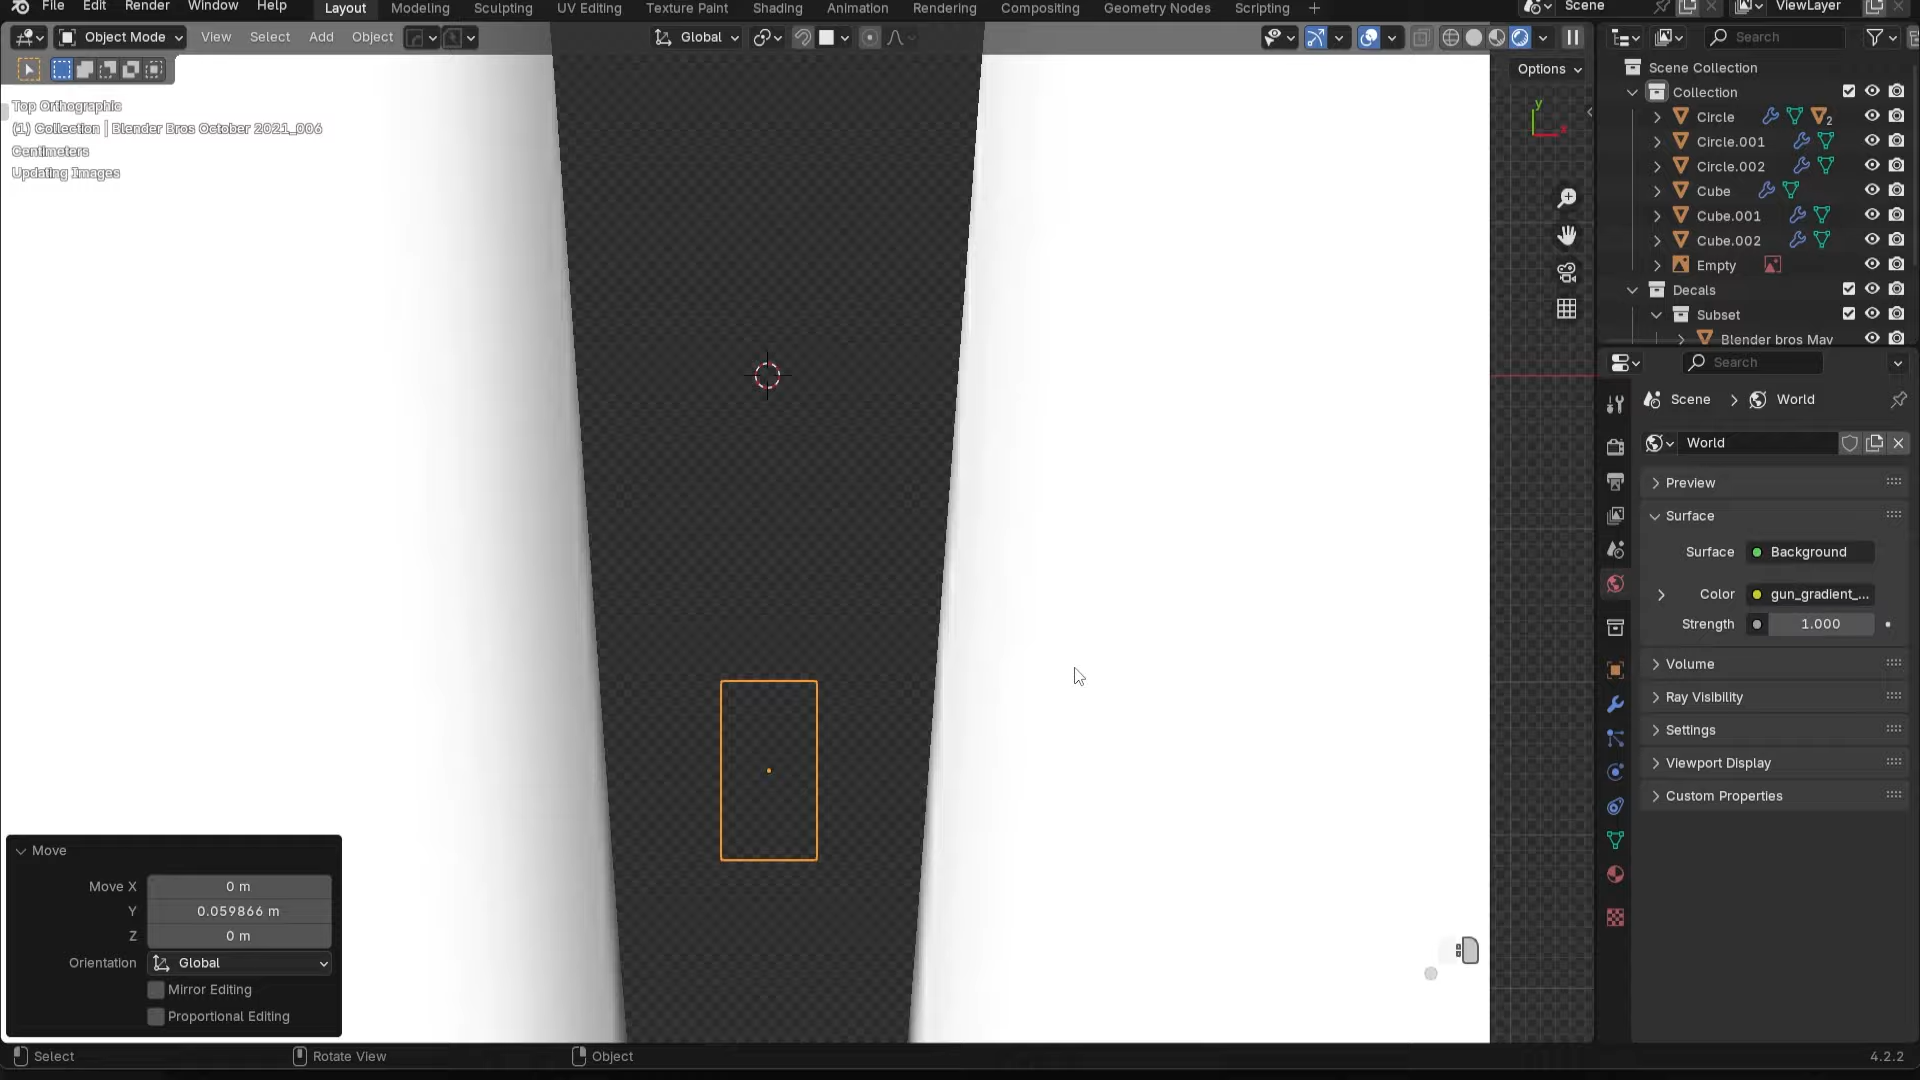 File Edit Render Window Help Layout Modeling Sculpting UV Editing Texture Paint Shading Animation Rendering Compositing Geometry Nodes Scripting + Scene ViewLayer
Object Mode View Select Add Object Global Search
Options
Top Orthographic
(1) Collection | Blender Bros October 2021_006
Centimeters
Updating Images
y
x
Scene Collection
Collection
Circle 2
Circle.001
Circle.002
Cube
Cube.001
Cube.002
Empty
Decals
Subset
Blender bros May
Search
Scene > World
World
Preview
Surface
Surface Background
Color gun_gradient_...
Strength 1.000
Volume
Ray Visibility
Settings
Viewport Display
Custom Properties
Move
Move X 0 m
Y 0.059866 m
Z 0 m
Orientation Global
Mirror Editing
Proportional Editing
Select Rotate View Object 4.2.2